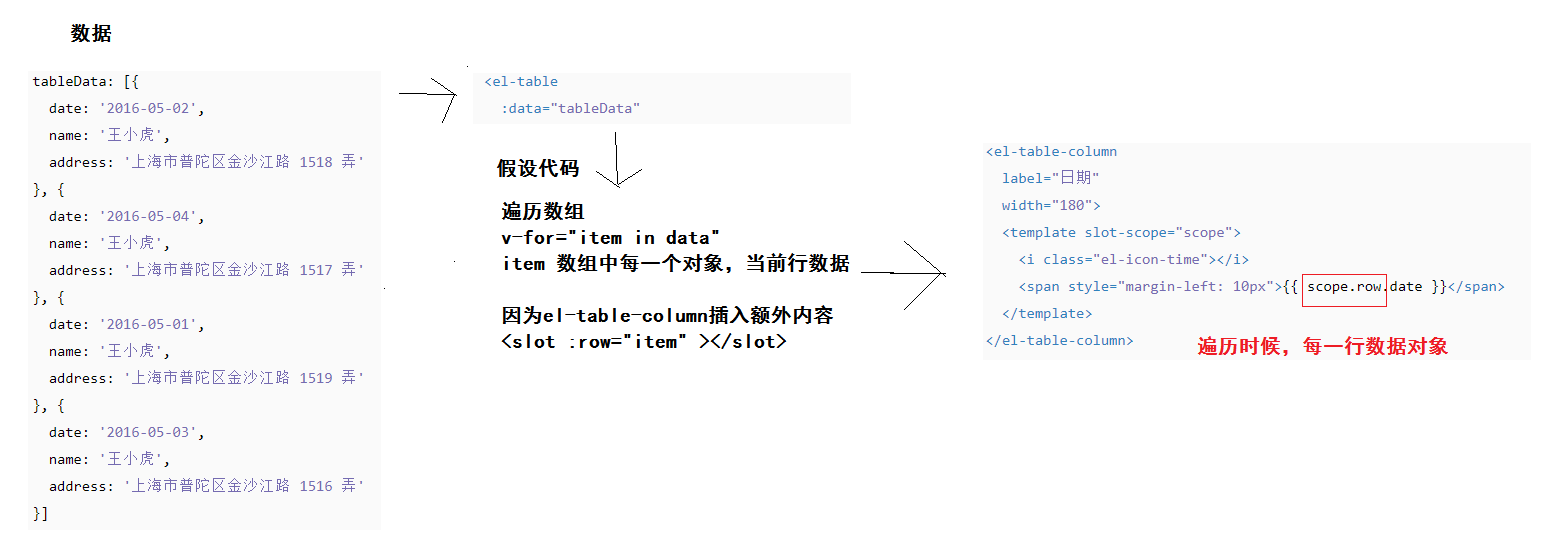 数据
tableData: [{
date: '2016-05-02',
name: '王小虎',
address: '上海市普陀区金沙江路 1518 弄'
}, {
date: '2016-05-04',
name: '王小虎',
address: '上海市普陀区金沙江路 1517 弄'
}, {
date: '2016-05-01',
name: '王小虎',
address: '上海市普陀区金沙江路 1519 弄'
}, {
date: '2016-05-03',
name: '王小虎',
address: '上海市普陀区金沙江路 1516 弄'
}]
<el-table
:data="tableData"
假设代码
遍历数组
v-for="item in data"
item 数组中每一个对象，当前行数据
因为el-table-column插入额外内容
<slot :row="item" ></slot>
<el-table-column
label="日期"
width="180">
<template slot-scope="scope">
<i class="el-icon-time"></i>
<span style="margin-left: 10px">{{ scope.row.date }}</span>
</template>
</el-table-column>
遍历时候，每一行数据对象